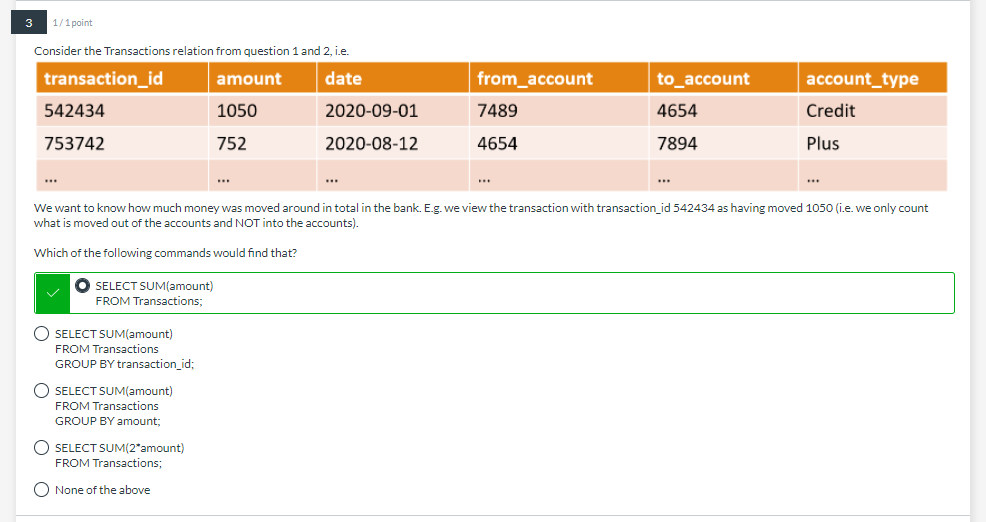 3 1/1 point
Consider the Transactions relation from question 1 and 2, i.e.
transaction_id amount date from_account to_account account_type
542434 1050 2020-09-01 7489 4654 Credit
753742 752 2020-08-12 4654 7894 Plus
... ... ... ... ... ...
We want to know how much money was moved around in total in the bank. E.g. we view the transaction with transaction_id 542434 as having moved 1050 (i.e. we only count
what is moved out of the accounts and NOT into the accounts).
Which of the following commands would find that?
SELECT SUM(amount)
FROM Transactions;
SELECT SUM(amount)
FROM Transactions
GROUP BY transaction_id;
SELECT SUM(amount)
FROM Transactions
GROUP BY amount;
SELECT SUM(2*amount)
FROM Transactions;
None of the above